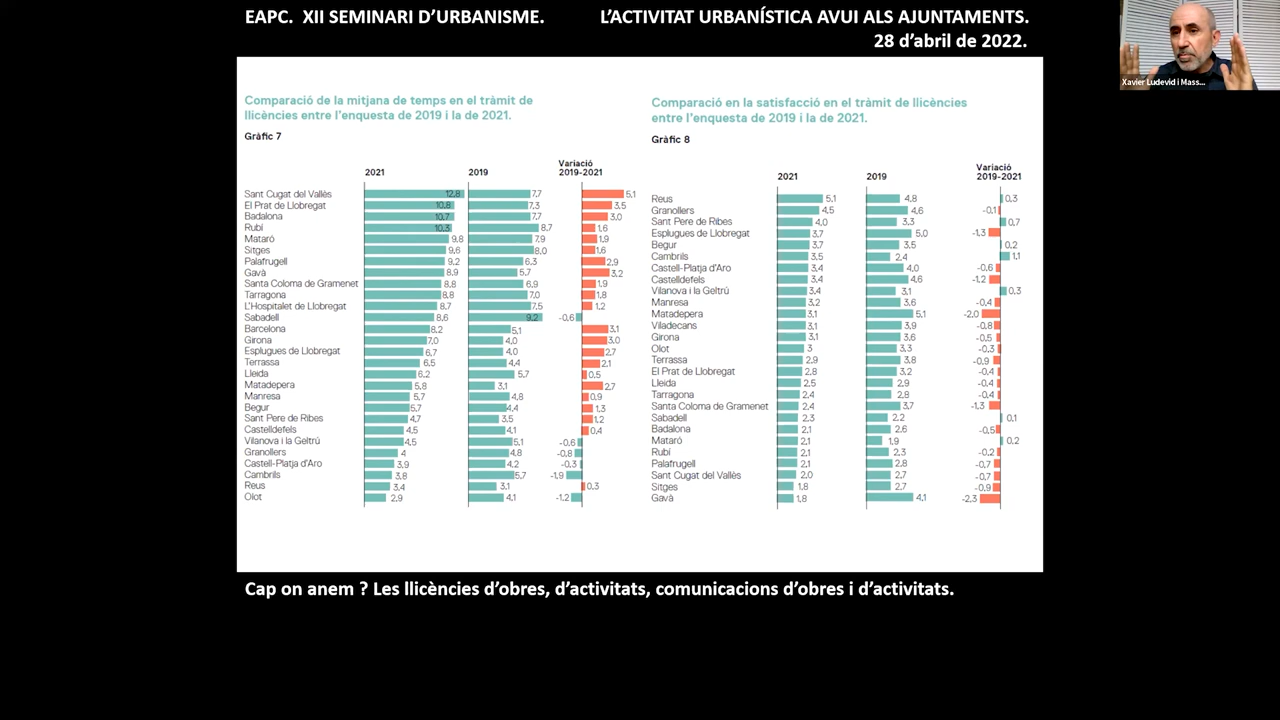 EAPC. XII SEMINARI D'URBANISME. L'ACTIVITAT URBANÍSTICA AVUI ALS AJUNTAMENTS.
28 d'abril de 2022.
Xavier Ludevid i Mass...
Comparació de la mitjana de temps en el tràmit de
llicències entre l'enquesta de 2019 i la de 2021.
Gràfic 7
Variació
2021 2019 2019-2021
Sant Cugat del Vallès 12,8 7,7 5,1
El Prat de Llobregat 10,8 7,3 3,5
Badalona 10,7 7,7 3,0
Rubí 10,3 8,7 1,6
Mataró 9,8 7,9 1,9
Sitges 9,6 8,0 1,6
Palafrugell 9,2 6,3 2,9
Gavà 8,9 5,7 3,2
Santa Coloma de Gramenet 8,8 6,9 1,9
Tarragona 8,8 7,0 1,8
L'Hospitalet de Llobregat 8,7 7,5 1,2
Sabadell 8,6 9,2 -0,6
Barcelona 8,2 5,1 3,1
Girona 7,0 4,0 3,0
Esplugues de Llobregat 6,7 4,0 2,7
Terrassa 6,5 4,4 2,1
Lleida 6,2 5,7 0,5
Matadepera 5,8 3,1 2,7
Manresa 5,7 4,8 0,9
Begur 5,7 4,4 1,3
Sant Pere de Ribes 4,7 3,5 1,2
Castelldefels 4,5 4,1 0,4
Vilanova i la Geltrù 4,5 5,1 -0,6
Granollers 4 4,8 -0,8
Castell-Platja d'Aro 3,9 4,2 -0,3
Cambrils 3,8 5,7 -1,9
Reus 3,4 3,1 0,3
Olot 2,9 4,1 -1,2
Comparació en la satisfacció en el tràmit de llicències
entre l'enquesta de 2019 i la de 2021.
Gràfic 8
Variació
2021 2019 2019-2021
Reus 5,1 4,8 0,3
Granollers 4,5 4,6 -0,1
Sant Pere de Ribes 4,0 3,3 0,7
Esplugues de Llobregat 3,7 5,0 -1,3
Begur 3,7 3,5 0,2
Cambrils 3,5 2,4 1,1
Castell-Platja d'Aro 3,4 4,0 -0,6
Castelldefels 3,4 4,6 -1,2
Vilanova i la Geltrú 3,4 3,1 0,3
Manresa 3,2 3,6 -0,4
Matadepera 3,1 5,1 -2,0
Viladecans 3,1 3,9 -0,8
Girona 3,1 3,6 -0,5
Olot 3 3,3 -0,3
Terrassa 2,9 3,8 -0,9
El Prat de Llobregat 2,8 3,2 -0,4
Lleida 2,5 2,9 -0,4
Tarragona 2,4 2,8 -0,4
Santa Coloma de Gramenet 2,4 3,7 -1,3
Sabadell 2,3 2,2 0,1
Badalona 2,1 2,6 -0,5
Mataró 2,1 1,9 0,2
Rubí 2,1 2,3 -0,2
Palafrugell 2,1 2,8 -0,7
Sant Cugat del Vallès 2,0 2,7 -0,7
Sitges 1,8 2,7 -0,9
Gavà 1,8 4,1 -2,3
Cap on anem ? Les llicències d'obres, d'activitats, comunicacions d'obres i d'activitats.